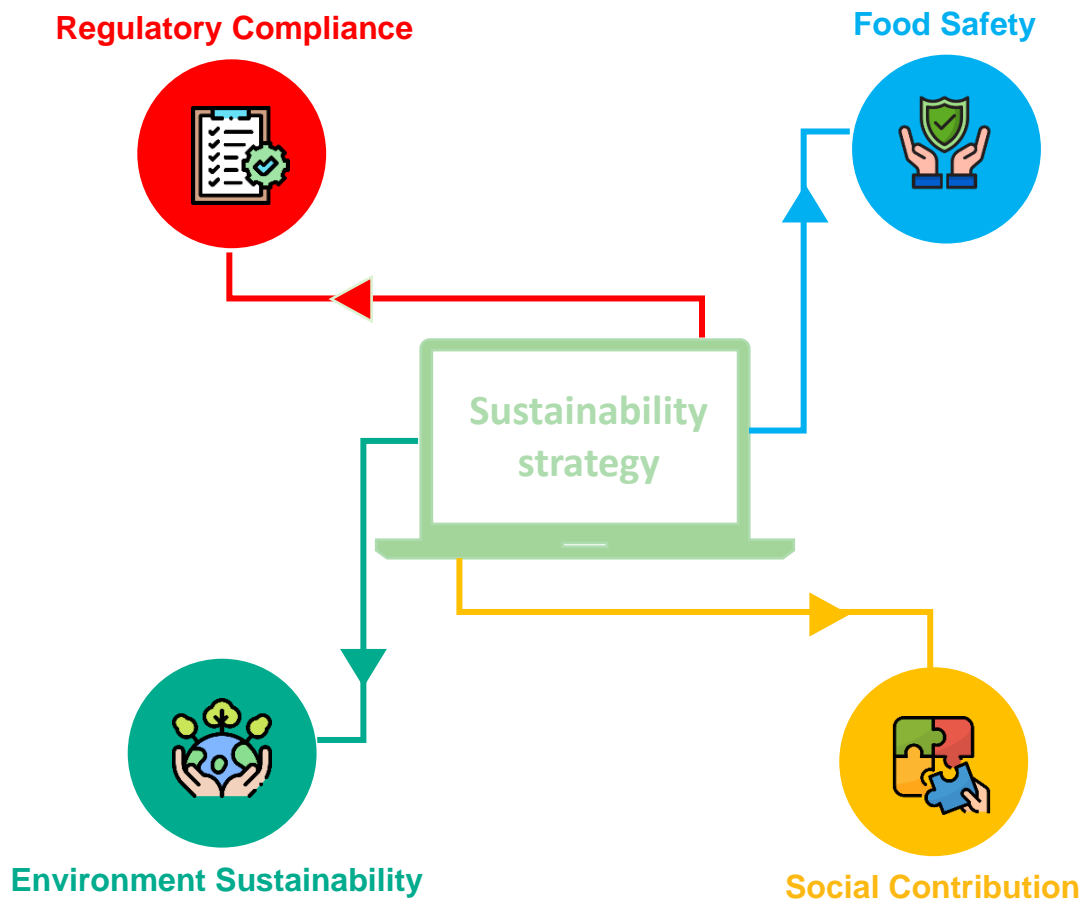 Regulatory Compliance
Food Safety
Sustainability
strategy
Environment Sustainability
Social Contribution